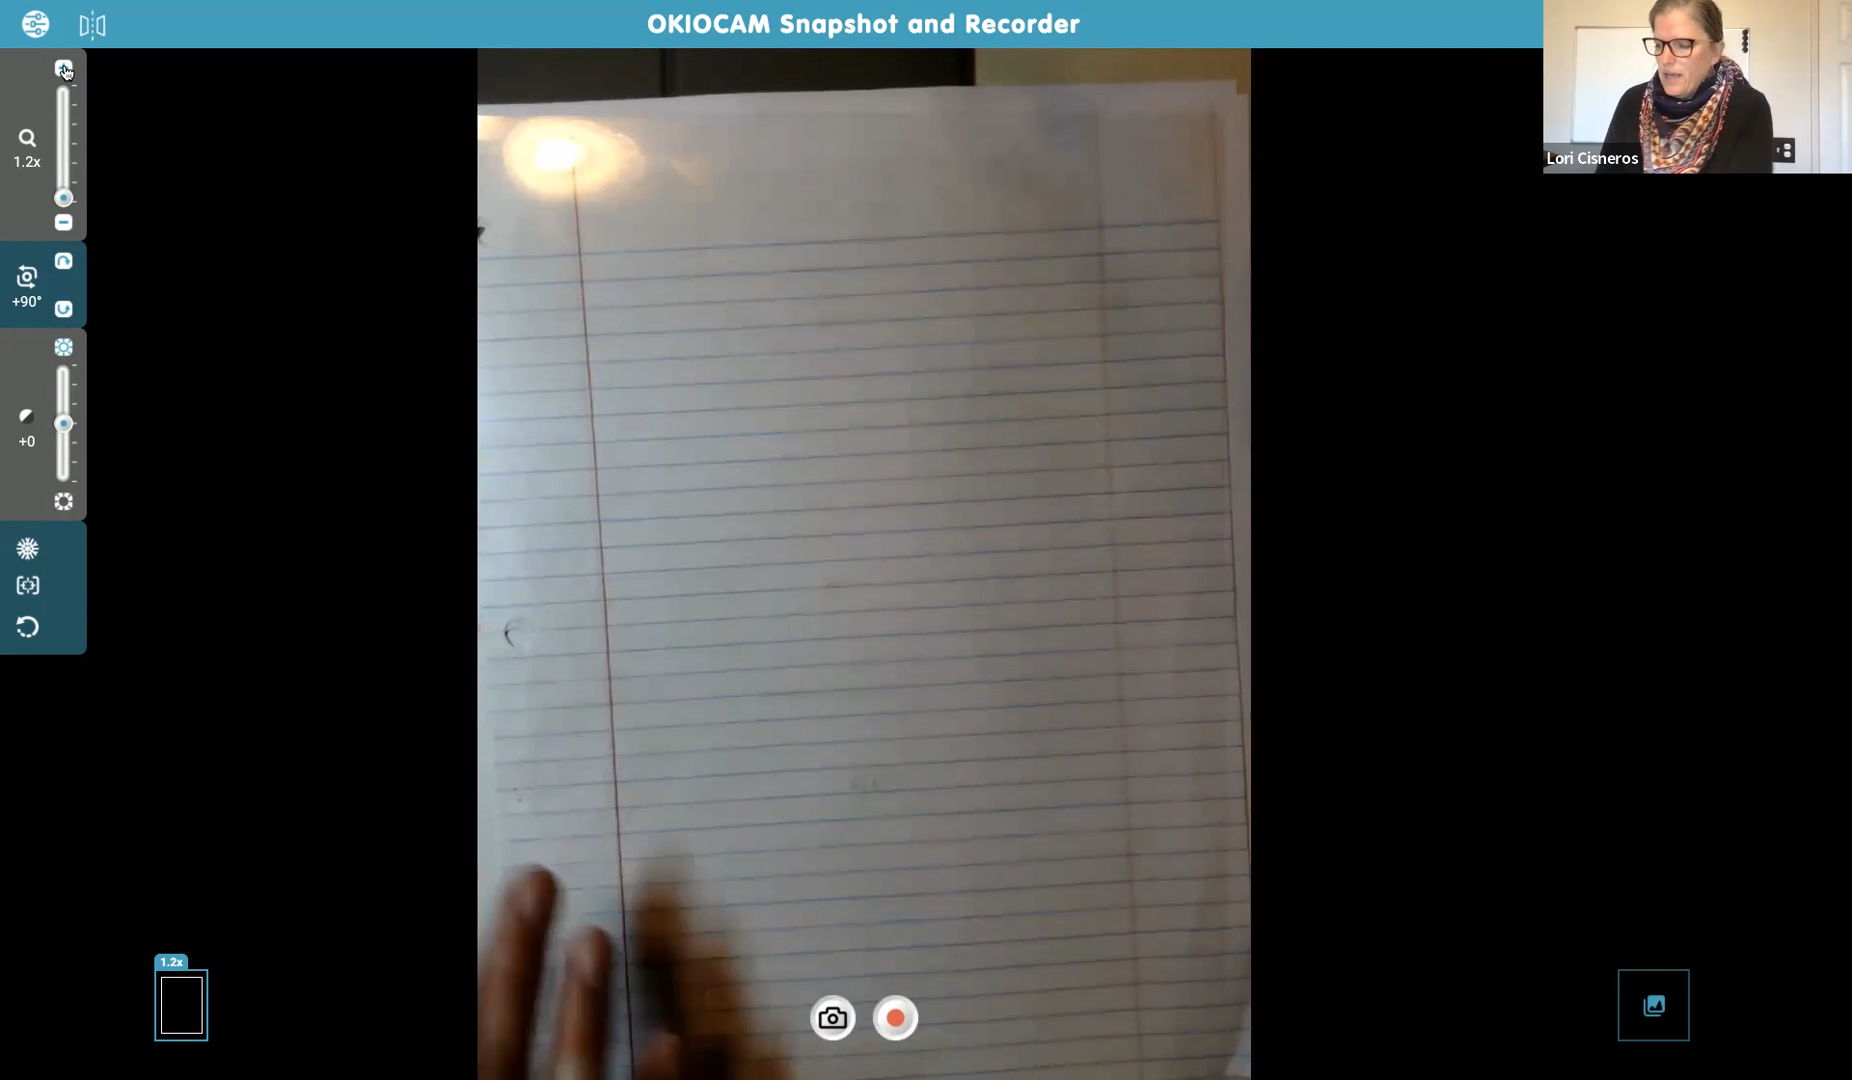 OKIOCAM Snapshot and Recorder
1.2x
+90°
+0
1.2x
Lori Cisneros